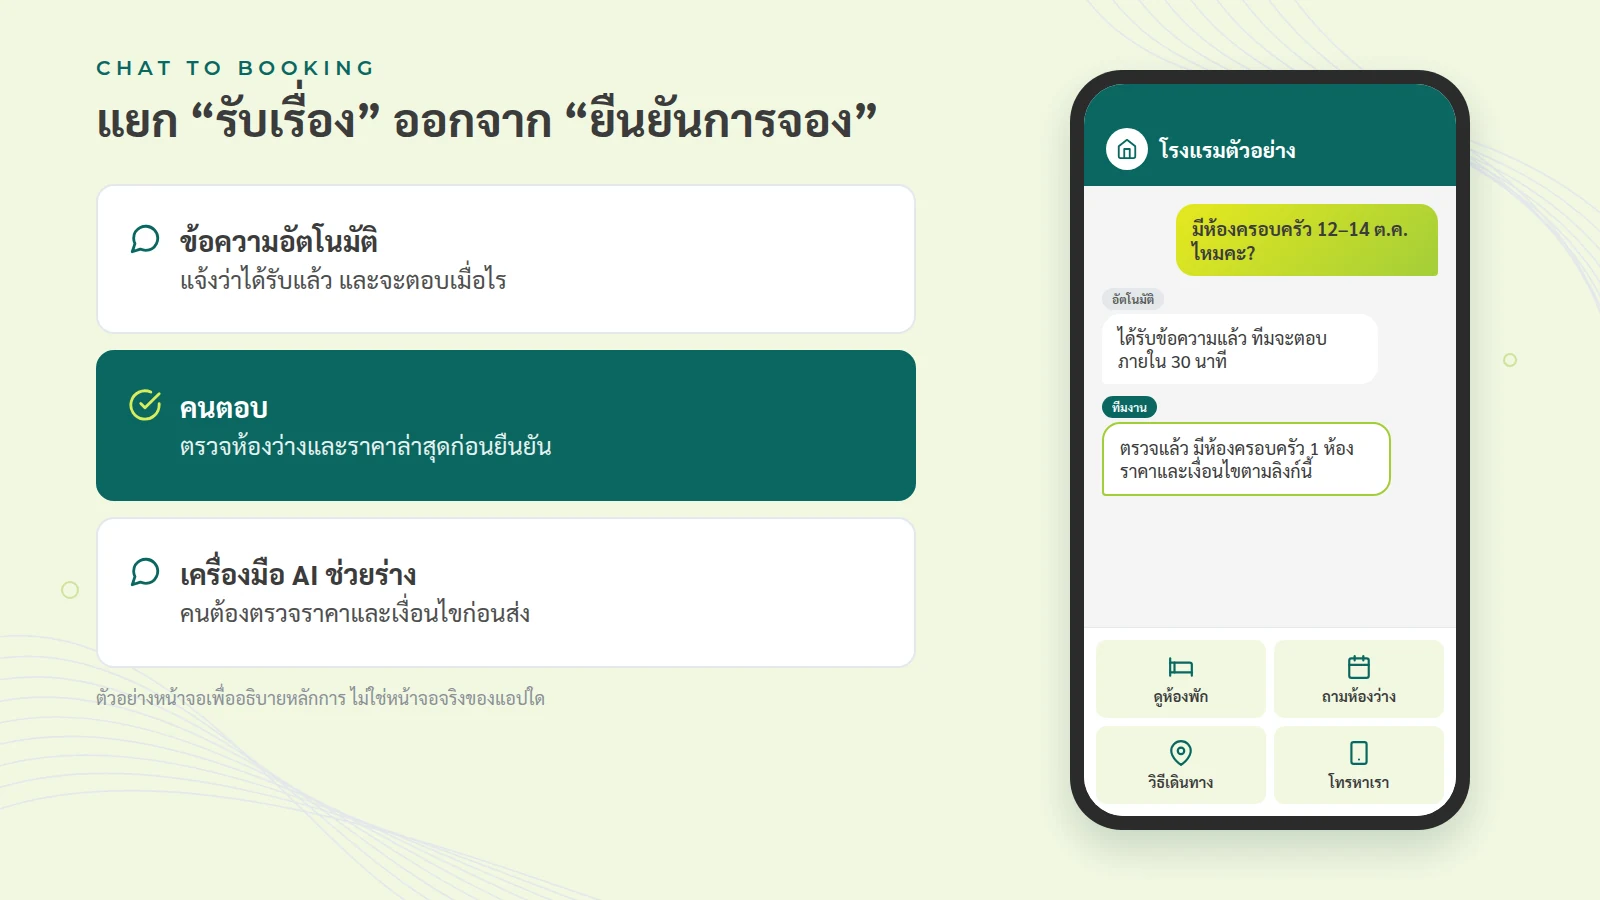 CHAT TO BOOKING
แยก “รับเรื่อง” ออกจาก “ยืนยันการจอง”
ข้อความอัตโนมัติ
แจ้งว่าได้รับแล้ว และจะตอบเมื่อไร
คนตอบ
ตรวจห้องว่างและราคาล่าสุดก่อนยืนยัน
เครื่องมือ AI ช่วยร่าง
คนต้องตรวจราคาและเงื่อนไขก่อนส่ง
ตัวอย่างหน้าจอเพื่ออธิบายหลักการ ไม่ใช่หน้าจอจริงของแอปใด
โรงแรมตัวอย่าง
มีห้องครอบครัว 12–14 ต.ค.
ไหมคะ?
อัตโนมัติ
ได้รับข้อความแล้ว ทีมจะตอบ
ภายใน 30 นาที
ทีมงาน
ตรวจแล้ว มีห้องครอบครัว 1 ห้อง
ราคาและเงื่อนไขตามลิงก์นี้
ดูห้องพัก
ถามห้องว่าง
วิธีเดินทาง
โทรหาเรา